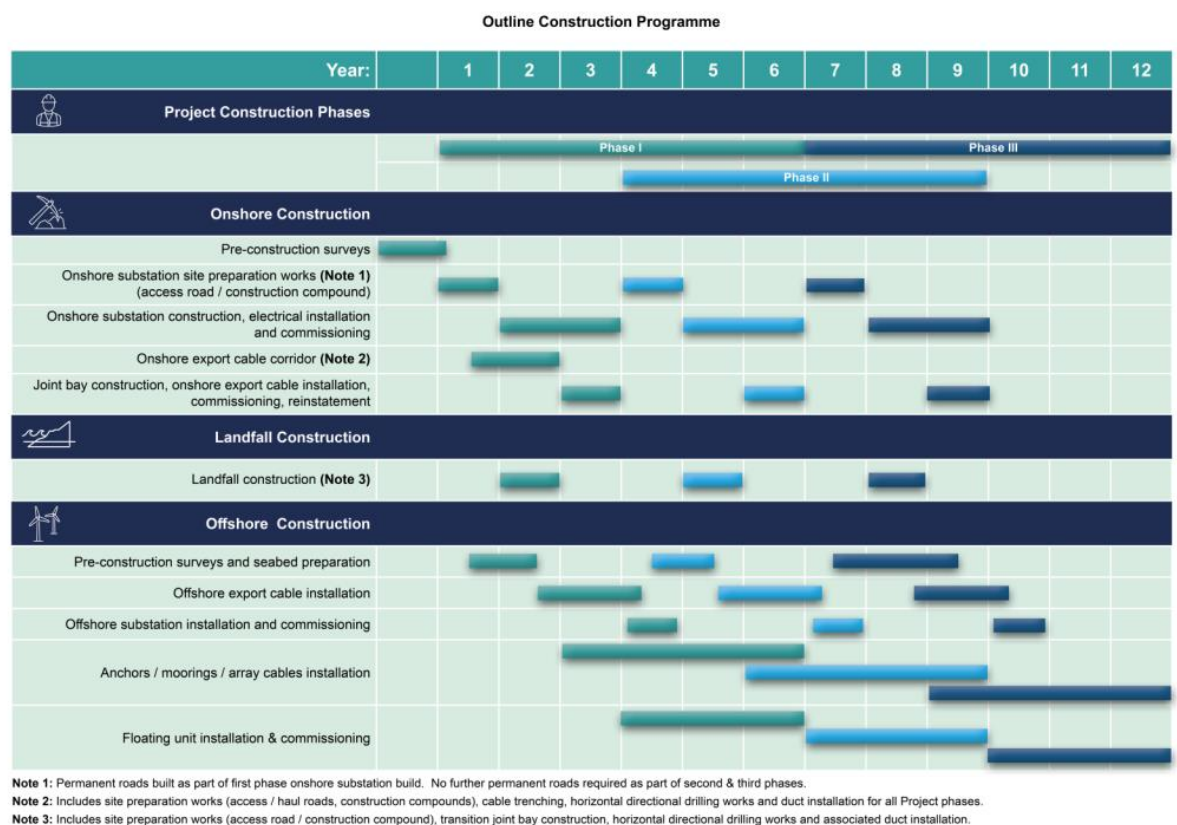 Outline Construction Programme
Year: 1 2 3 4 5 6 7 8 9 10 11 12
Project Construction Phases
Phase I Phase III
Phase II
Onshore Construction
Pre-construction surveys
Onshore substation site preparation works (Note 1)
(access road / construction compound)
Onshore substation construction, electrical installation
and commissioning
Onshore export cable corridor (Note 2)
Joint bay construction, onshore export cable installation,
commissioning, reinstatement
Landfall Construction
Landfall construction (Note 3)
Offshore Construction
Pre-construction surveys and seabed preparation
Offshore export cable installation
Offshore substation installation and commissioning
Anchors / moorings / array cables installation
Floating unit installation & commissioning
Note 1: Permanent roads built as part of first phase onshore substation build. No further permanent roads required as part of second & third phases.
Note 2: Includes site preparation works (access / haul roads, construction compounds), cable trenching, horizontal directional drilling works and duct installation for all Project phases.
Note 3: Includes site preparation works (access road / construction compound), transition joint bay construction, horizontal directional drilling works and associated duct installation.